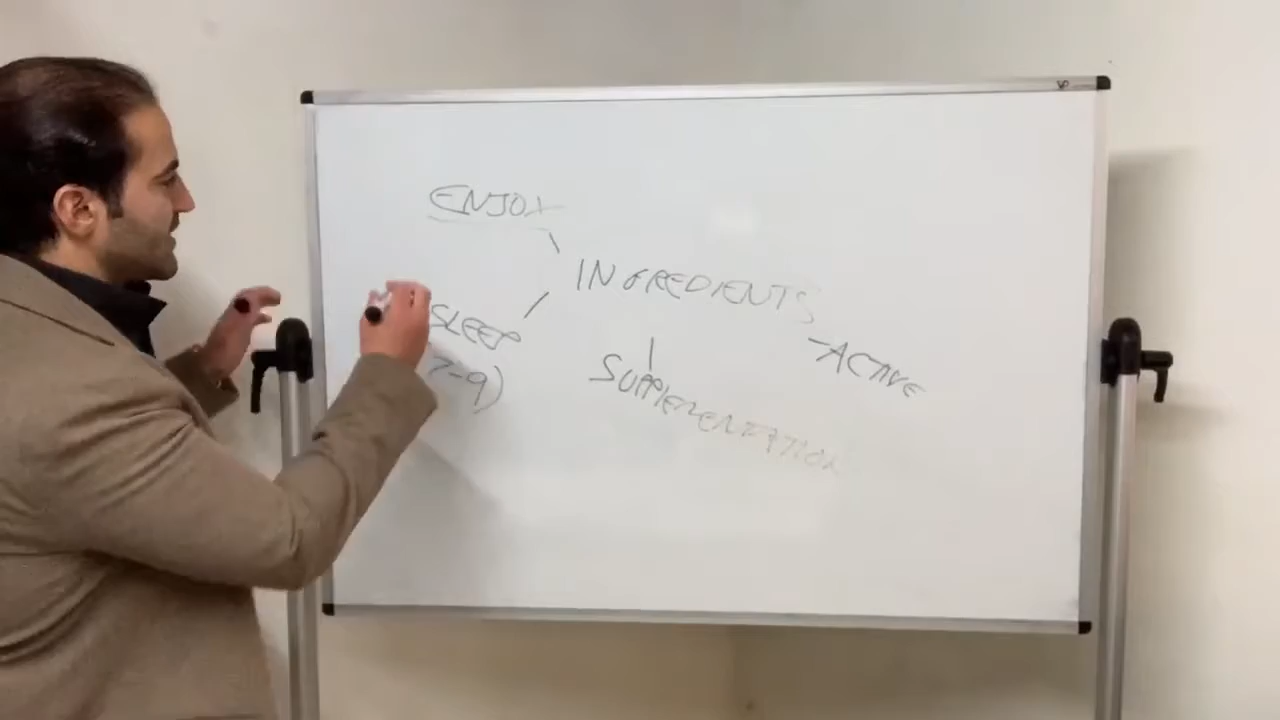 ENJOY
INGREDIENTS
SLEEP
7-9)
-ACTIVE
SUPPLEMENTATION